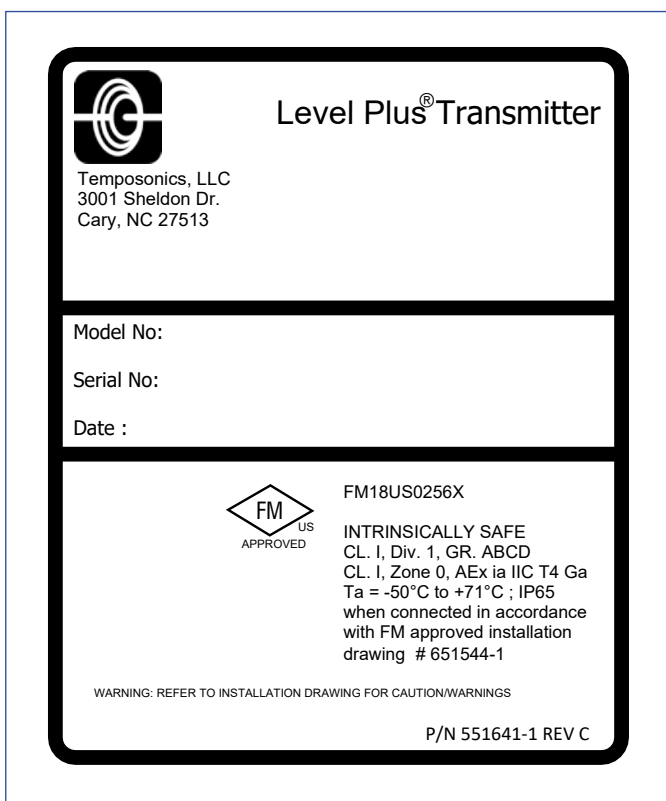 Level Plus® Transmitter
Temposonics, LLC
3001 Sheldon Dr.
Cary, NC 27513
Model No:
Serial No:
Date :
FM
US
APPROVED
FM18US0256X
INTRINSICALLY SAFE
CL. I, Div. 1, GR. ABCD
CL. I, Zone 0, AEx ia IIC T4 Ga
Ta = -50°C to +71°C ; IP65
when connected in accordance
with FM approved installation
drawing # 651544-1
WARNING: REFER TO INSTALLATION DRAWING FOR CAUTION/WARNINGS
P/N 551641-1 REV C